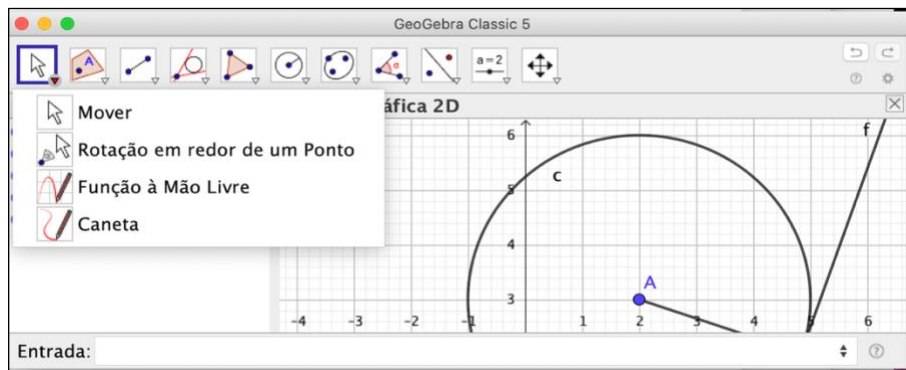 GeoGebra Classic 5
A
α
a=2
áfica 2D
Mover
Rotação em redor de um Ponto
Função à Mão Livre
Caneta
6
f
c
5
4
A
3
-4 -3 -2 -1 1 2 3 4 5 6
Entrada: